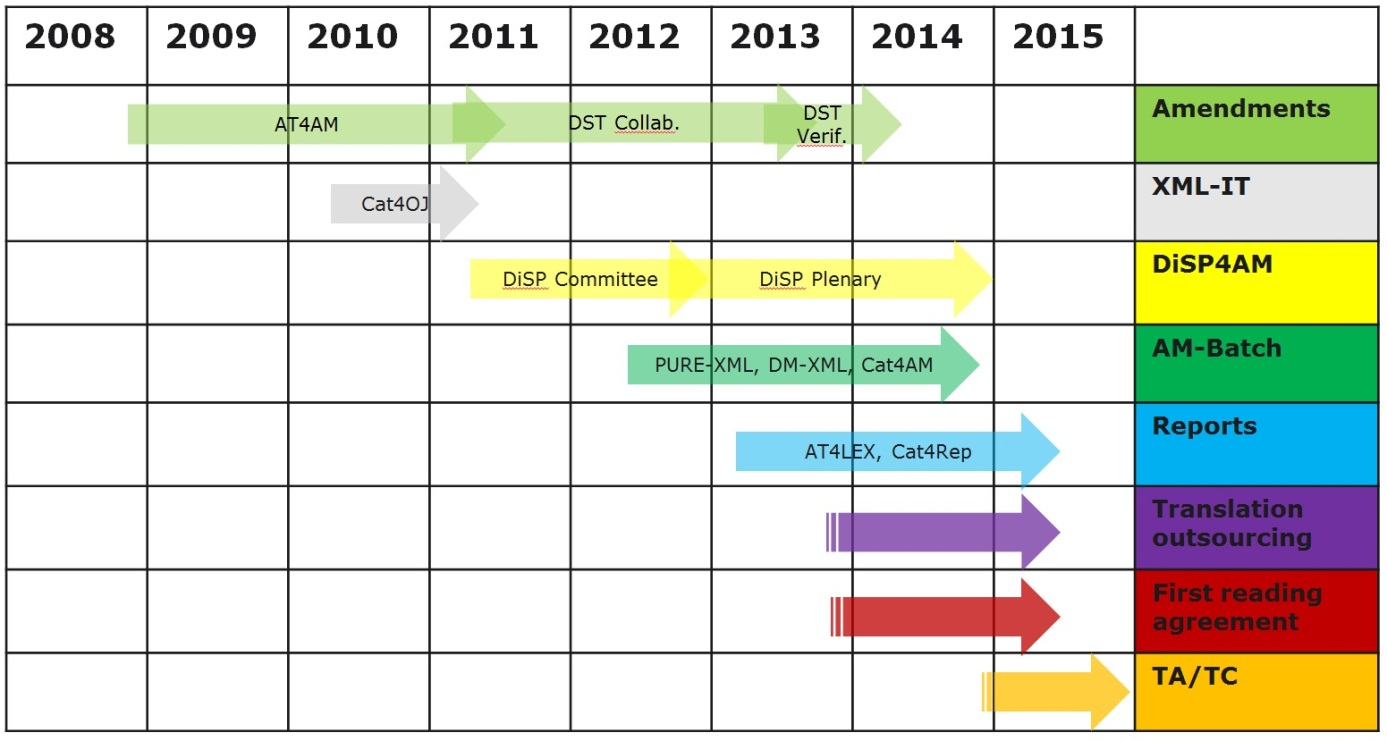 2008 2009 2010 2011 2012 2013 2014 2015
AT4AM DST Collab. DST
Verif.
Amendments
Cat4OJ
XML-IT
DiSP Committee DiSP Plenary
DiSP4AM
PURE-XML, DM-XML, Cat4AM
AM-Batch
AT4LEX, Cat4Rep
Reports
Translation
outsourcing
First reading
agreement
TA/TC